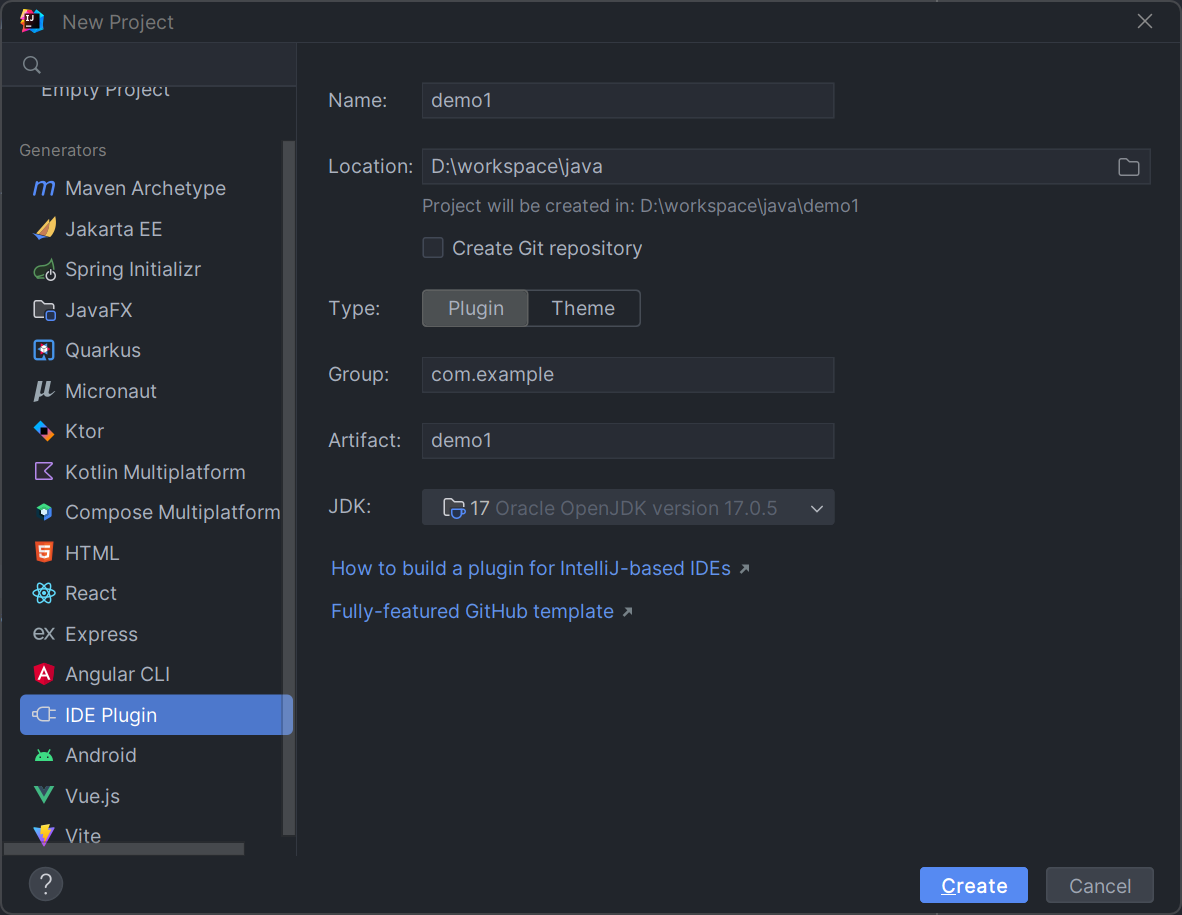 New Project
Empty Project
Generators
Maven Archetype
Jakarta EE
Spring Initializr
JavaFX
Quarkus
Micronaut
Ktor
Kotlin Multiplatform
Compose Multiplatform
HTML
React
ex Express
Angular CLI
IDE Plugin
Android
Vue.js
Vite
Name: demo1
Location: D:\workspace\java
Project will be created in: D:\workspace\java\demo1
Create Git repository
Type: Plugin Theme
Group: com.example
Artifact: demo1
JDK: 17 Oracle OpenJDK version 17.0.5
How to build a plugin for IntelliJ-based IDEs ↗
Fully-featured GitHub template ↗
? Create Cancel